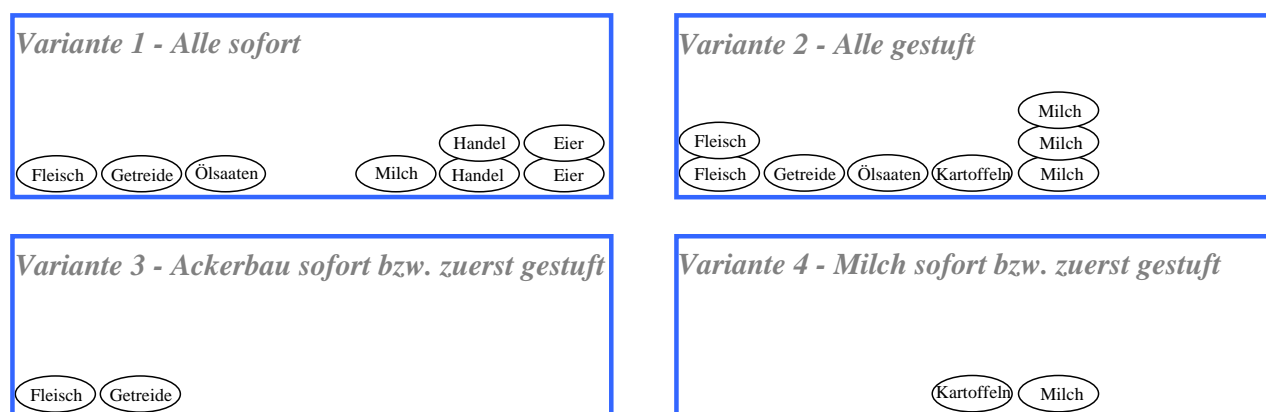 Variante 1 - Alle sofort
Handel Eier
Fleisch Getreide Ölsaaten Milch Handel Eier
Variante 2 - Alle gestuft
Milch
Fleisch Milch
Fleisch Getreide Ölsaaten Kartoffeln Milch
Variante 3 - Ackerbau sofort bzw. zuerst gestuft
Fleisch Getreide
Variante 4 - Milch sofort bzw. zuerst gestuft
Kartoffeln Milch